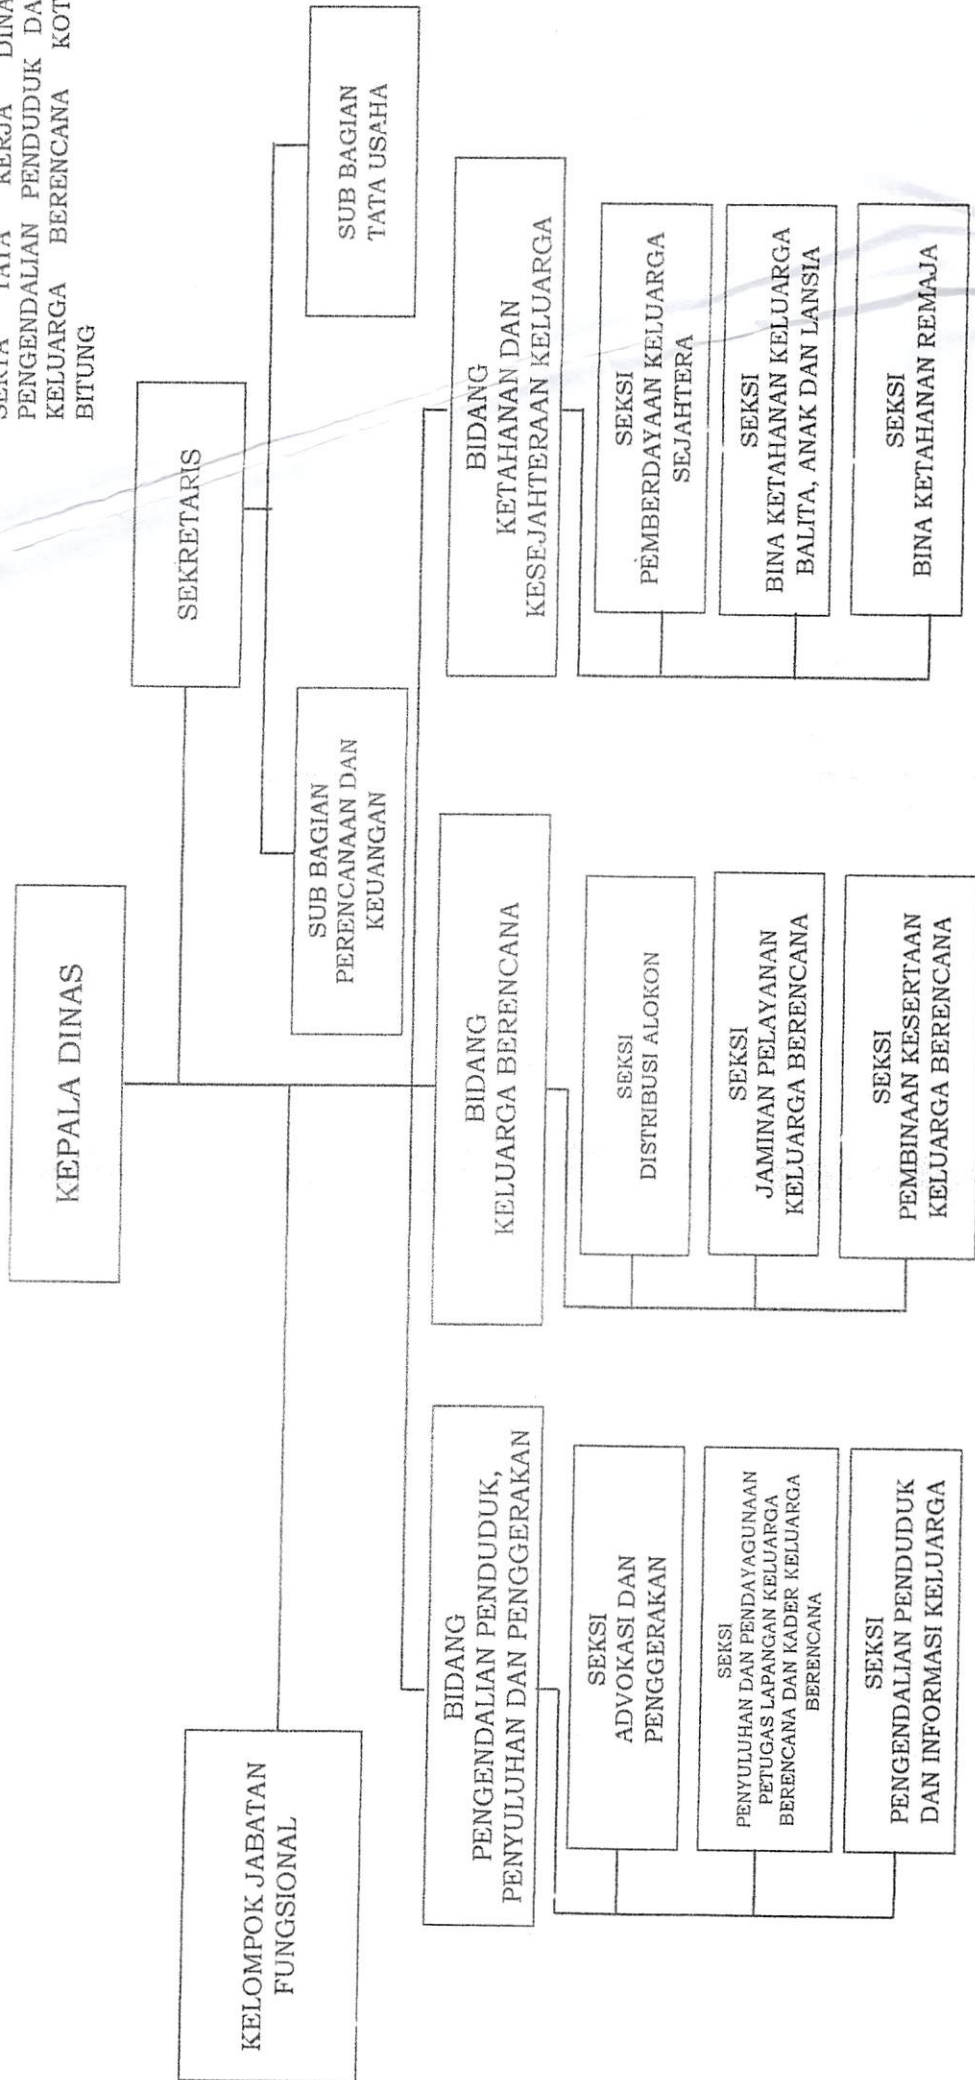 SERTA TATA KERJA
PENGENDALIAN PENDUDUK
KELUARGA BERENCANA
BITUNG
KEPALA DINAS
SEKRETARIS
KELOMPOK JABATAN
FUNGSIONAL
SUB BAGIAN
PERENCANAAN DAN
KEUANGAN
SUB BAGIAN
TATA USAHA
BIDANG
PENGENDALIAN PENDUDUK,
PENYULUHAN DAN PENGGERAKAN
SEKSI
ADVOKASI DAN
PENGGERAKAN
SEKSI
PENYULUHAN DAN PENDAYAGUNAAN
PETUGAS LAPANGAN KELUARGA
BERENCANA DAN KADER KELUARGA
BERENCANA
SEKSI
PENGENDALIAN PENDUDUK
DAN INFORMASI KELUARGA
BIDANG
KELUARGA BERENCANA
SEKSI
DISTRIBUSI ALOKON
SEKSI
JAMINAN PELAYANAN
KELUARGA BERENCANA
SEKSI
PEMBINAAN KESERTAAN
KELUARGA BERENCANA
BIDANG
KETAHANAN DAN
KESEJAHTERAAN KELUARGA
SEKSI
PEMBERDAYAAN KELUARGA
SEJAHTERA
SEKSI
BINA KETAHANAN KELUARGA
BALITA, ANAK DAN LANSIA
SEKSI
BINA KETAHANAN REMAJA